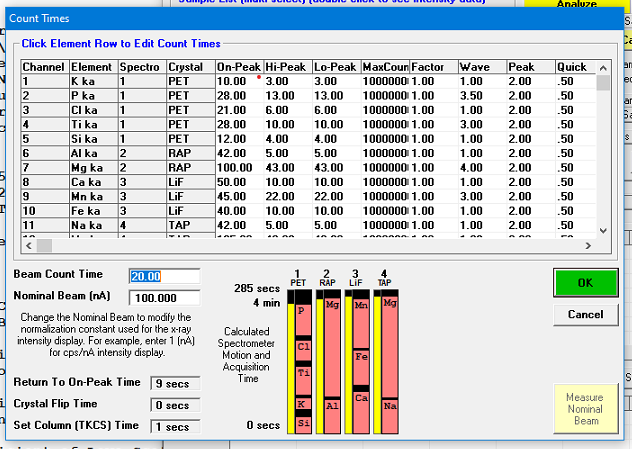 Sample List (multi-select) (double-click to see intensity data)
Analyze
Count Times
Click Element Row to Edit Count Times
Channel Element Spectro Crystal On-Peak Hi-Peak Lo-Peak MaxCoun Factor Wave Peak Quick
1 K ka 1 PET 10.00 * 3.00 3.00 1000000 1.00 1.00 2.00 .50
2 P ka 1 PET 28.00 13.00 13.00 1000000 1.00 3.50 2.00 .50
3 Cl ka 1 PET 21.00 6.00 6.00 1000000 1.00 1.00 2.00 .50
4 Ti ka 1 PET 28.00 10.00 10.00 1000000 1.00 3.00 2.00 .50
5 Si ka 1 PET 12.00 4.00 4.00 1000000 1.00 1.00 2.00 .50
6 Al ka 2 RAP 42.00 5.00 5.00 1000000 1.00 1.00 2.00 .50
7 Mg ka 2 RAP 100.00 43.00 43.00 1000000 1.00 4.00 2.00 .50
8 Ca ka 3 LiF 50.00 10.00 10.00 1000000 1.00 1.00 2.00 .50
9 Mn ka 3 LiF 45.00 22.00 22.00 1000000 1.00 3.00 2.00 .50
10 Fe ka 3 LiF 40.00 10.00 10.00 1000000 1.00 1.00 2.00 .50
11 Na ka 4 TAP 42.00 5.00 5.00 1000000 1.00 1.00 2.00 .50
Beam Count Time 20.00
Nominal Beam (nA) 100.000
Change the Nominal Beam to modify the
normalization constant used for the x-ray
intensity display. For example, enter 1 (nA)
for cps/nA intensity display.
Return To On-Peak Time 9 secs
Crystal Flip Time 0 secs
Set Column (TKCS) Time 1 secs
285 secs
4 min
Calculated
Spectrometer
Motion and
Acquisition
Time
0 secs
1 2 3 4
PET RAP LiF TAP
P Mg Mn Mg
Cl Fe
Ti
K Al Ca Na
Si
OK
Cancel
Measure
Nominal
Beam